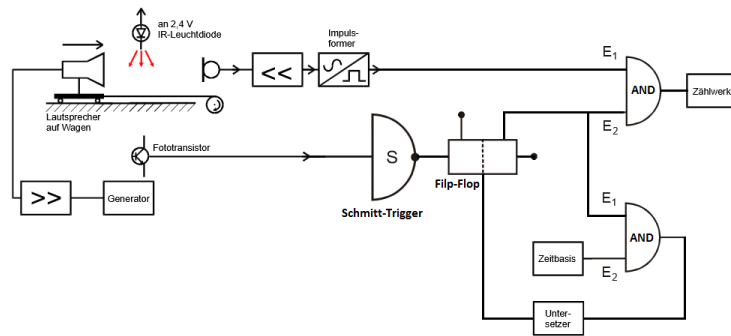 an 2,4 V
IR-Leuchtdiode
Impuls-
former
E1
<<
AND
Zählwerk
E2
Lautsprecher
auf Wagen
Fototransistor
S
Filp-Flop
Schmitt-Trigger
>>
Generator
E1
AND
Zeitbasis
E2
Unter-
setzer